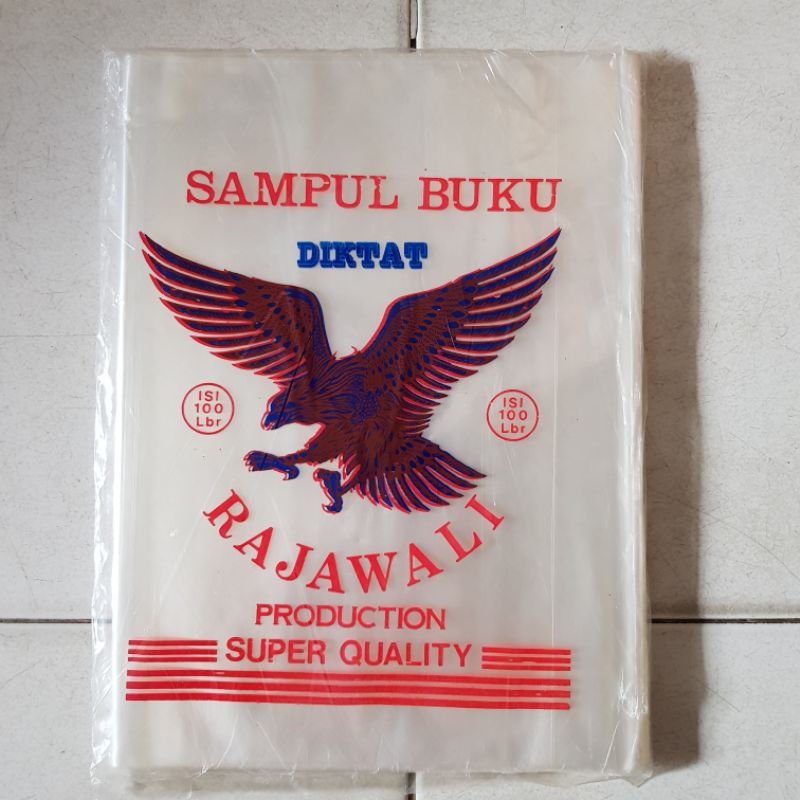 SAMPUL BUKU
DIKTAT
ISI
100
Lbr
ISI
100
Lbr
RAJAWALI
PRODUCTION
SUPER QUALITY